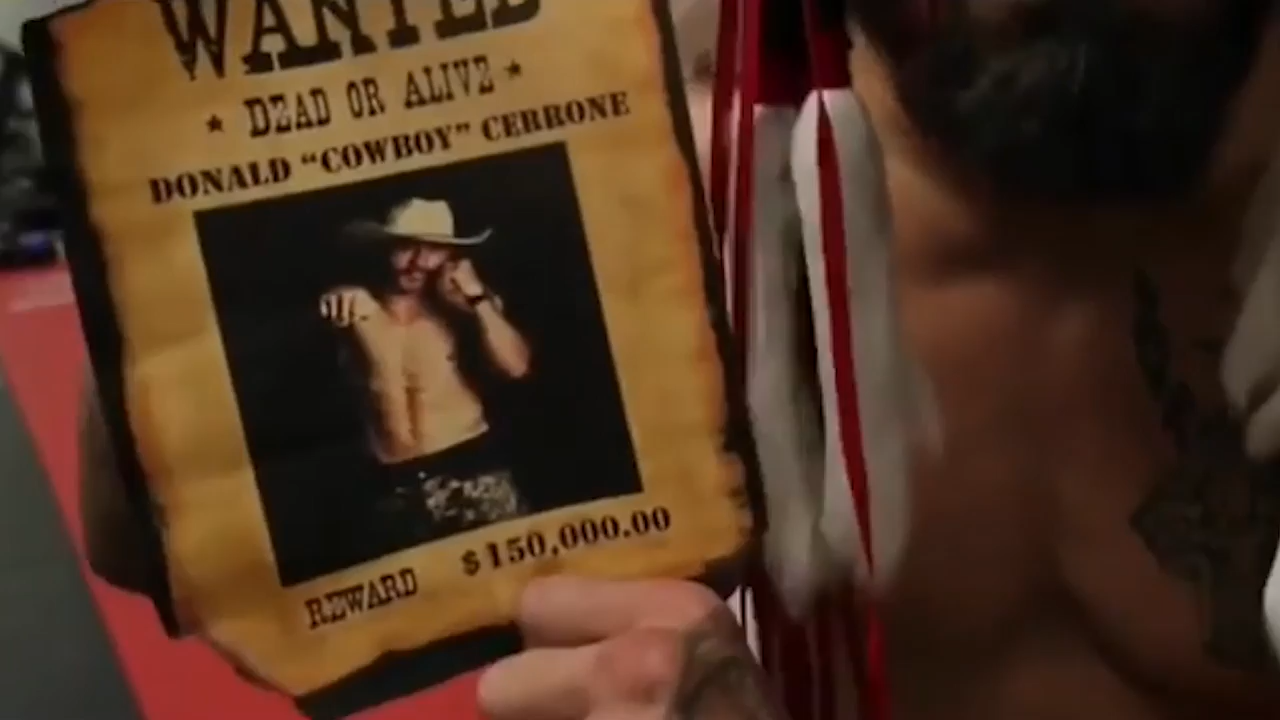 WANTED
★ DEAD OR ALIVE ★
DONALD "COWBOY" CERRONE
REWARD $150,000.00